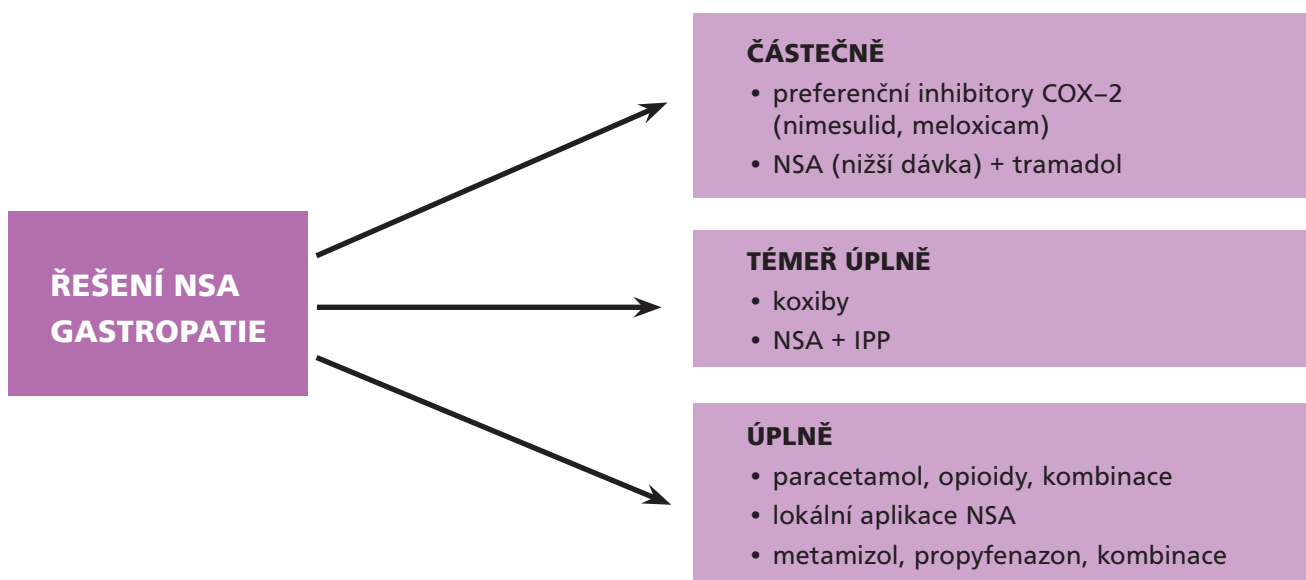 ŘEŠENÍ NSA
GASTROPATIE
ČÁSTEČNĚ
• preferenční inhibitory COX–2
(nimesulid, meloxicam)
• NSA (nižší dávka) + tramadol
TÉMEŘ ÚPLNĚ
• koxiby
• NSA + IPP
ÚPLNĚ
• paracetamol, opioidy, kombinace
• lokální aplikace NSA
• metamizol, propyfenazon, kombinace